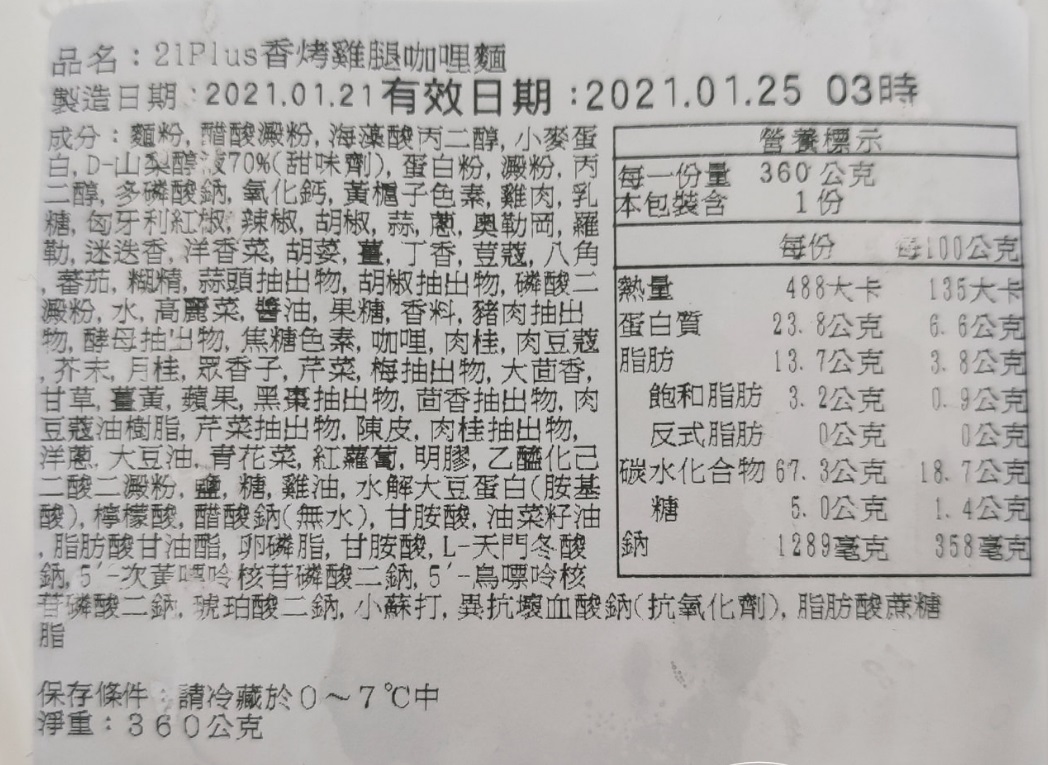 品名：21Plus香烤雞腿咖哩麵
製造日期：2021.01.21 有效日期：2021.01.25 03時
成分：麵粉, 醋酸澱粉, 海藻酸丙二醇, 小麥蛋
白, D-山梨醇液70%(甜味劑), 蛋白粉, 澱粉, 丙
二醇, 多磷酸鈉, 氧化鈣, 黃梔子色素, 雞肉, 乳
糖, 匈牙利紅椒, 辣椒, 胡椒, 蒜, 蔥, 奧勒岡, 羅
勒, 迷迭香, 洋香菜, 胡荽, 薑, 丁香, 荳蔻, 八角
, 蕃茄, 糊精, 蒜頭抽出物, 胡椒抽出物, 磷酸二
澱粉, 水, 高麗菜, 醬油, 果糖, 香料, 豬肉抽出
物, 酵母抽出物, 焦糖色素, 咖哩, 肉桂, 肉豆蔻
, 芥末, 月桂, 眾香子, 芹菜, 梅抽出物, 大茴香,
甘草, 薑黃, 蘋果, 黑棗抽出物, 茴香抽出物, 肉
豆蔻油樹脂, 芹菜抽出物, 陳皮, 肉桂抽出物,
洋蔥, 大豆油, 青花菜, 紅蘿蔔, 明膠, 乙醯化己
二酸二澱粉, 鹽, 糖, 雞油, 水解大豆蛋白(胺基
酸), 檸檬酸, 醋酸鈉(無水), 甘胺酸, 油菜籽油
, 脂肪酸甘油酯, 卵磷脂, 甘胺酸, L-天門冬酸
鈉, 5'-次黃嘌呤核苷磷酸二鈉, 5'-鳥嘌呤核
苷磷酸二鈉, 琥珀酸二鈉, 小蘇打, 異抗壞血酸鈉(抗氧化劑), 脂肪酸蔗糖
脂
營養標示
每一份量 360公克
本包裝含 1份
每份 每100公克
熱量 488大卡 135大卡
蛋白質 23.8公克 6.6公克
脂肪 13.7公克 3.8公克
飽和脂肪 3.2公克 0.9公克
反式脂肪 0公克 0公克
碳水化合物 67.3公克 18.7公克
糖 5.0公克 1.4公克
鈉 1289毫克 358毫克
保存條件：請冷藏於0～7℃中
淨重：360公克